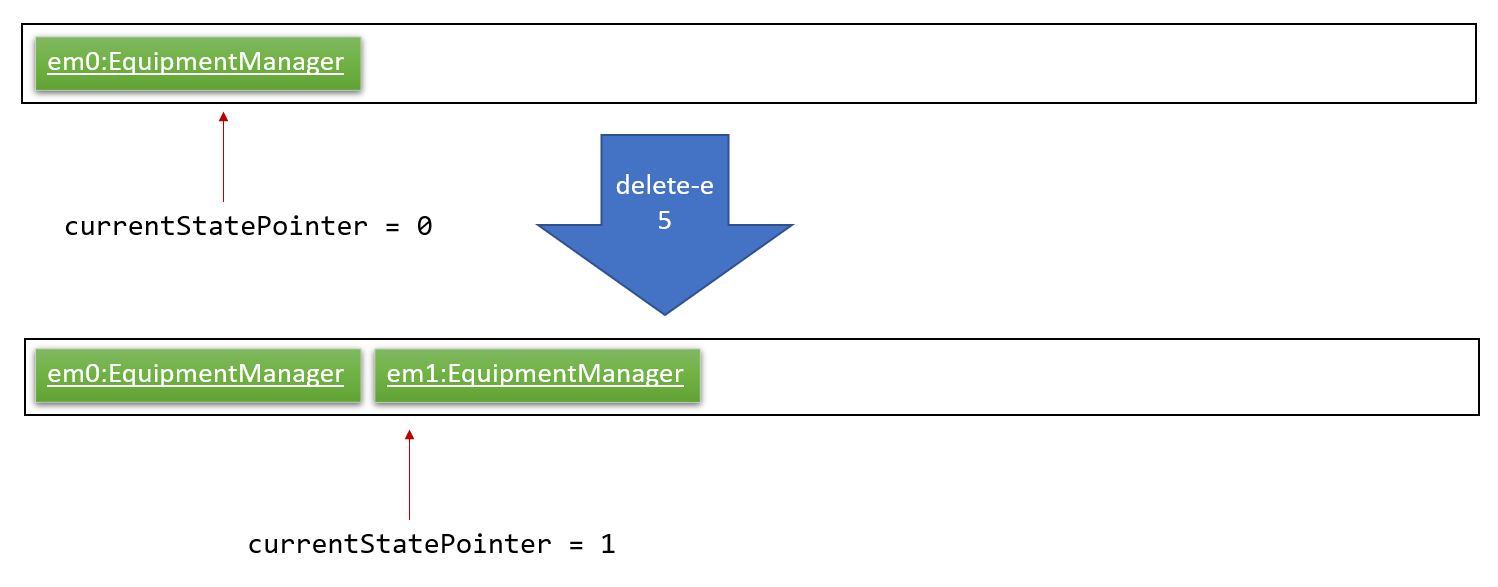 em0:EquipmentManager
currentStatePointer = 0
delete-e
5
em0:EquipmentManager em1:EquipmentManager
currentStatePointer = 1